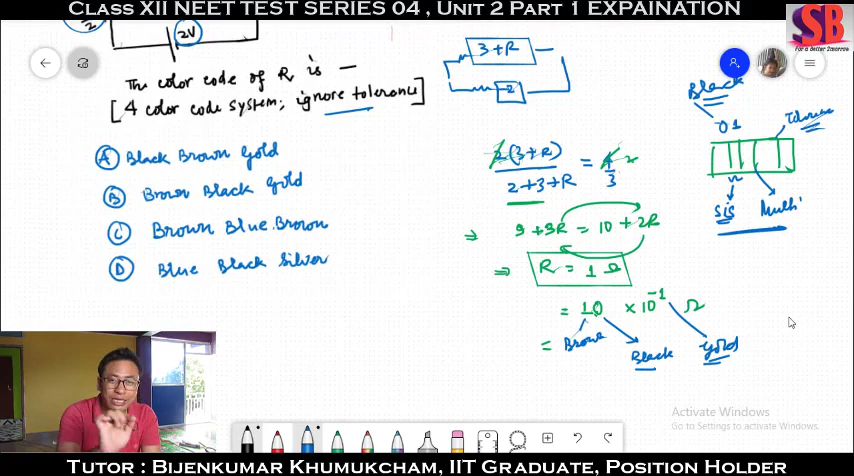 Class XII NEET TEST SERIES 04 , Unit 2 Part 1 EXPAINATION
SB
For a better 2morrow
2
2V
The color code of R is —
[4 color code system; ignore tolerance]
A Black Brown Gold
B Brown Black Gold
C Brown Blue Brown
D Blue Black Silver
3+R
2
2(3+R) = 4
2+3+R 3
⇒ 9 + 3R = 10 + 2R
⇒ R = 1 Ω
= 10 × 10⁻¹ Ω
= Brown Black Gold
Black
01
Tolerance
Sig Multi
Activate Windows
Go to Settings to activate Windows.
Tutor : Bijenkumar Khumukcham, IIT Graduate, Position Holder